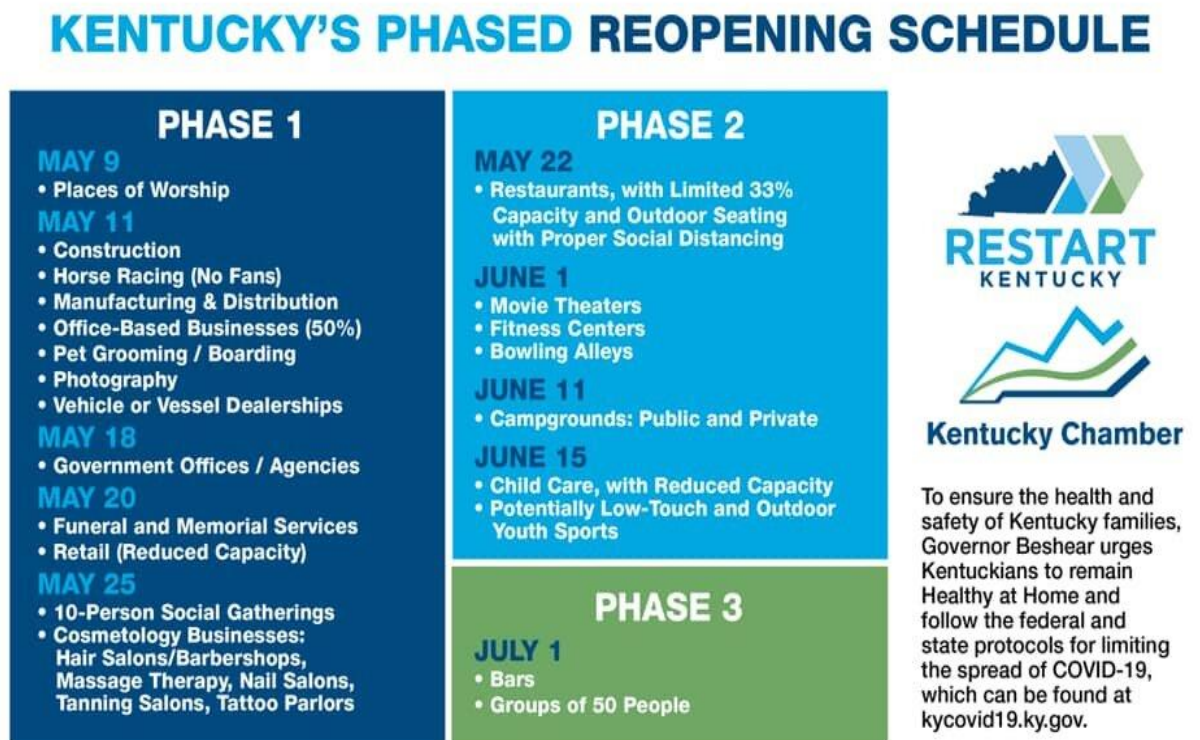 KENTUCKY'S PHASED REOPENING SCHEDULE
PHASE 1
MAY 9
• Places of Worship
MAY 11
• Construction
• Horse Racing (No Fans)
• Manufacturing & Distribution
• Office-Based Businesses (50%)
• Pet Grooming / Boarding
• Photography
• Vehicle or Vessel Dealerships
MAY 18
• Government Offices / Agencies
MAY 20
• Funeral and Memorial Services
• Retail (Reduced Capacity)
MAY 25
• 10-Person Social Gatherings
• Cosmetology Businesses:
Hair Salons/Barbershops,
Massage Therapy, Nail Salons,
Tanning Salons, Tattoo Parlors
PHASE 2
MAY 22
• Restaurants, with Limited 33%
Capacity and Outdoor Seating
with Proper Social Distancing
JUNE 1
• Movie Theaters
• Fitness Centers
• Bowling Alleys
JUNE 11
• Campgrounds: Public and Private
JUNE 15
• Child Care, with Reduced Capacity
• Potentially Low-Touch and Outdoor
Youth Sports
PHASE 3
JULY 1
• Bars
• Groups of 50 People
RESTART
KENTUCKY
Kentucky Chamber
To ensure the health and
safety of Kentucky families,
Governor Beshear urges
Kentuckians to remain
Healthy at Home and
follow the federal and
state protocols for limiting
the spread of COVID-19,
which can be found at
kycovid19.ky.gov.